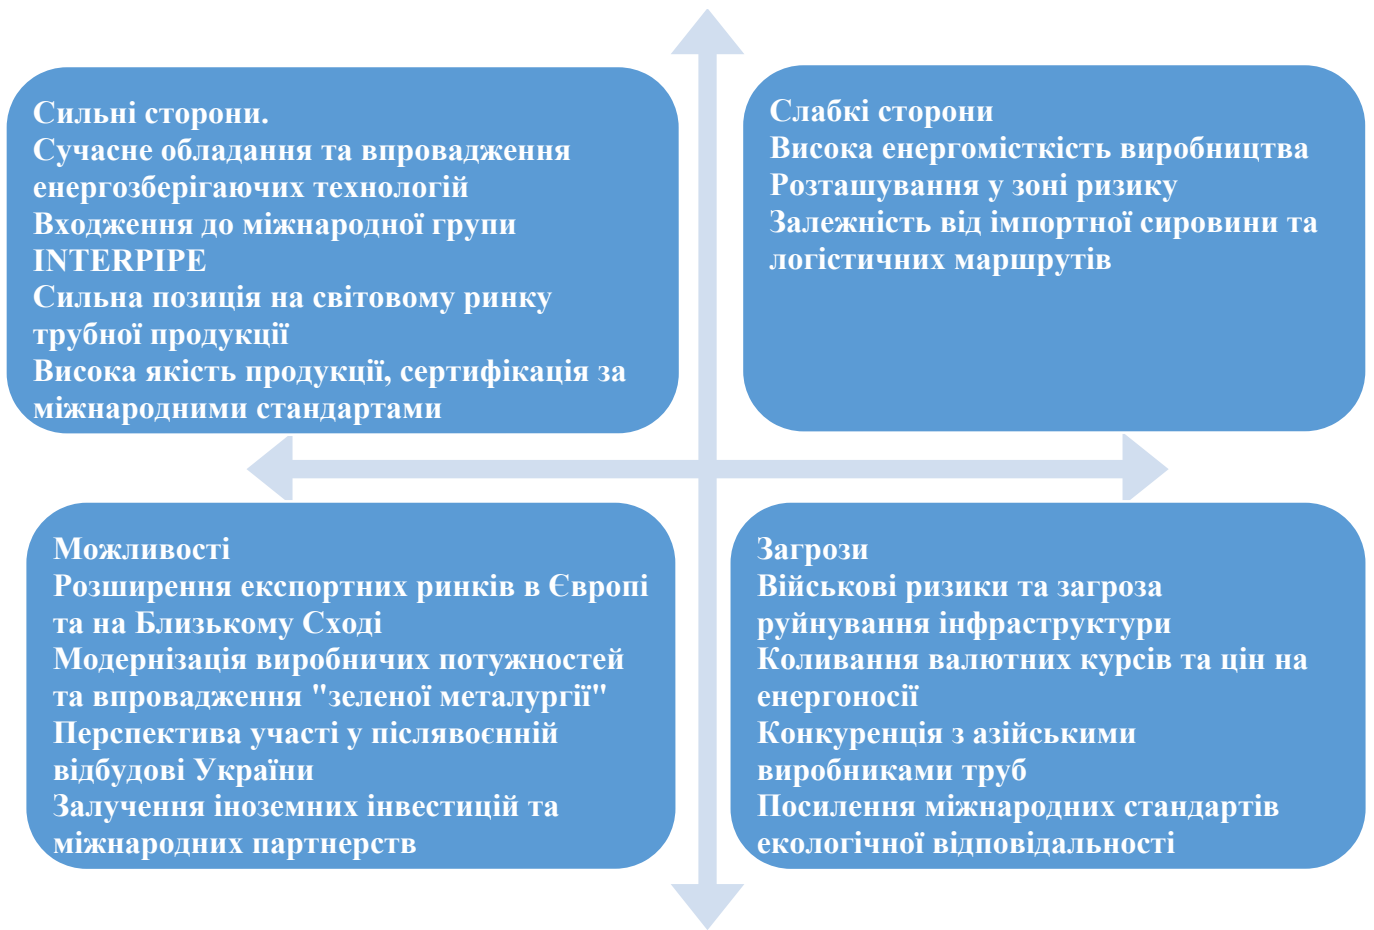 Сильні сторони.
Сучасне обладання та впровадження
енергозберігаючих технологій
Входження до міжнародної групи
INTERPIPE
Сильна позиція на світовому ринку
трубної продукції
Висока якість продукції, сертифікація за
міжнародними стандартами
Слабкі сторони
Висока енергомісткість виробництва
Розташування у зоні ризику
Залежність від імпортної сировини та
логістичних маршрутів
Можливості
Розширення експортних ринків в Європі
та на Близькому Сході
Модернізація виробничих потужностей
та впровадження "зеленої металургії"
Перспектива участі у післявоєнній
відбудові України
Залучення іноземних інвестицій та
міжнародних партнерств
Загрози
Військові ризики та загроза
руйнування інфраструктури
Коливання валютних курсів та цін на
енергоносії
Конкуренція з азійськими
виробниками труб
Посилення міжнародних стандартів
екологічної відповідальності